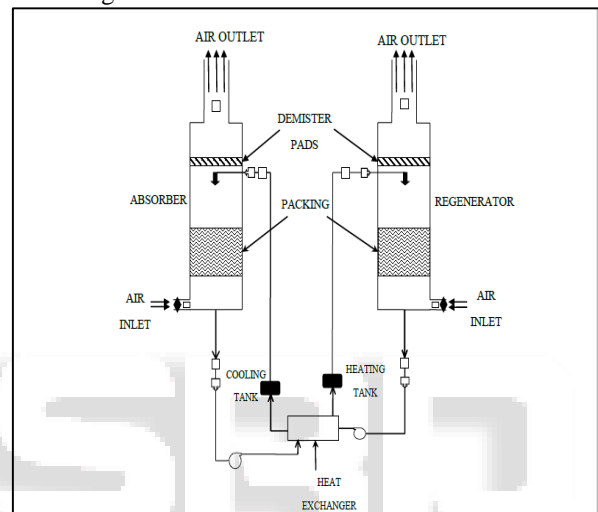 AIR OUTLET
AIR OUTLET
DEMISTER
PADS
ABSORBER
REGENERATOR
PACKING
AIR
INLET
AIR
INLET
COOLING
TANK
HEATING
TANK
HEAT
EXCHANGER